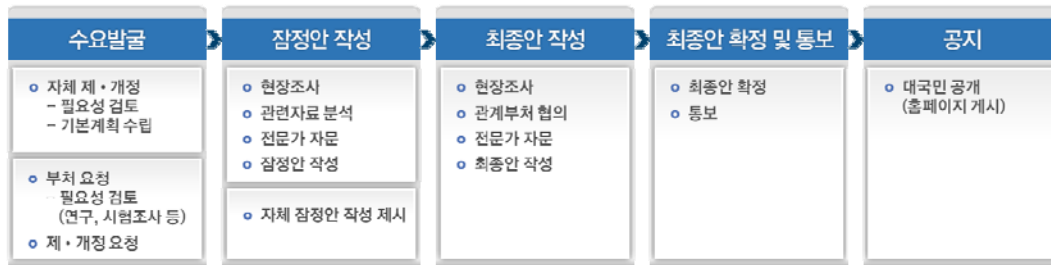 수요발굴
자체 제・개정
- 필요성 검토
- 기본계획 수립
부처 요청
- 필요성 검토
(연구, 시험조사 등)
제・개정 요청
잠정안 작성
현장조사
관련자료 분석
전문가 자문
잠정안 작성
자체 잠정안 작성 제시
최종안 작성
현장조사
관계부처 협의
전문가 자문
최종안 작성
최종안 확정 및 통보
최종안 확정
통보
공지
대국민 공개
(홈페이지 게시)